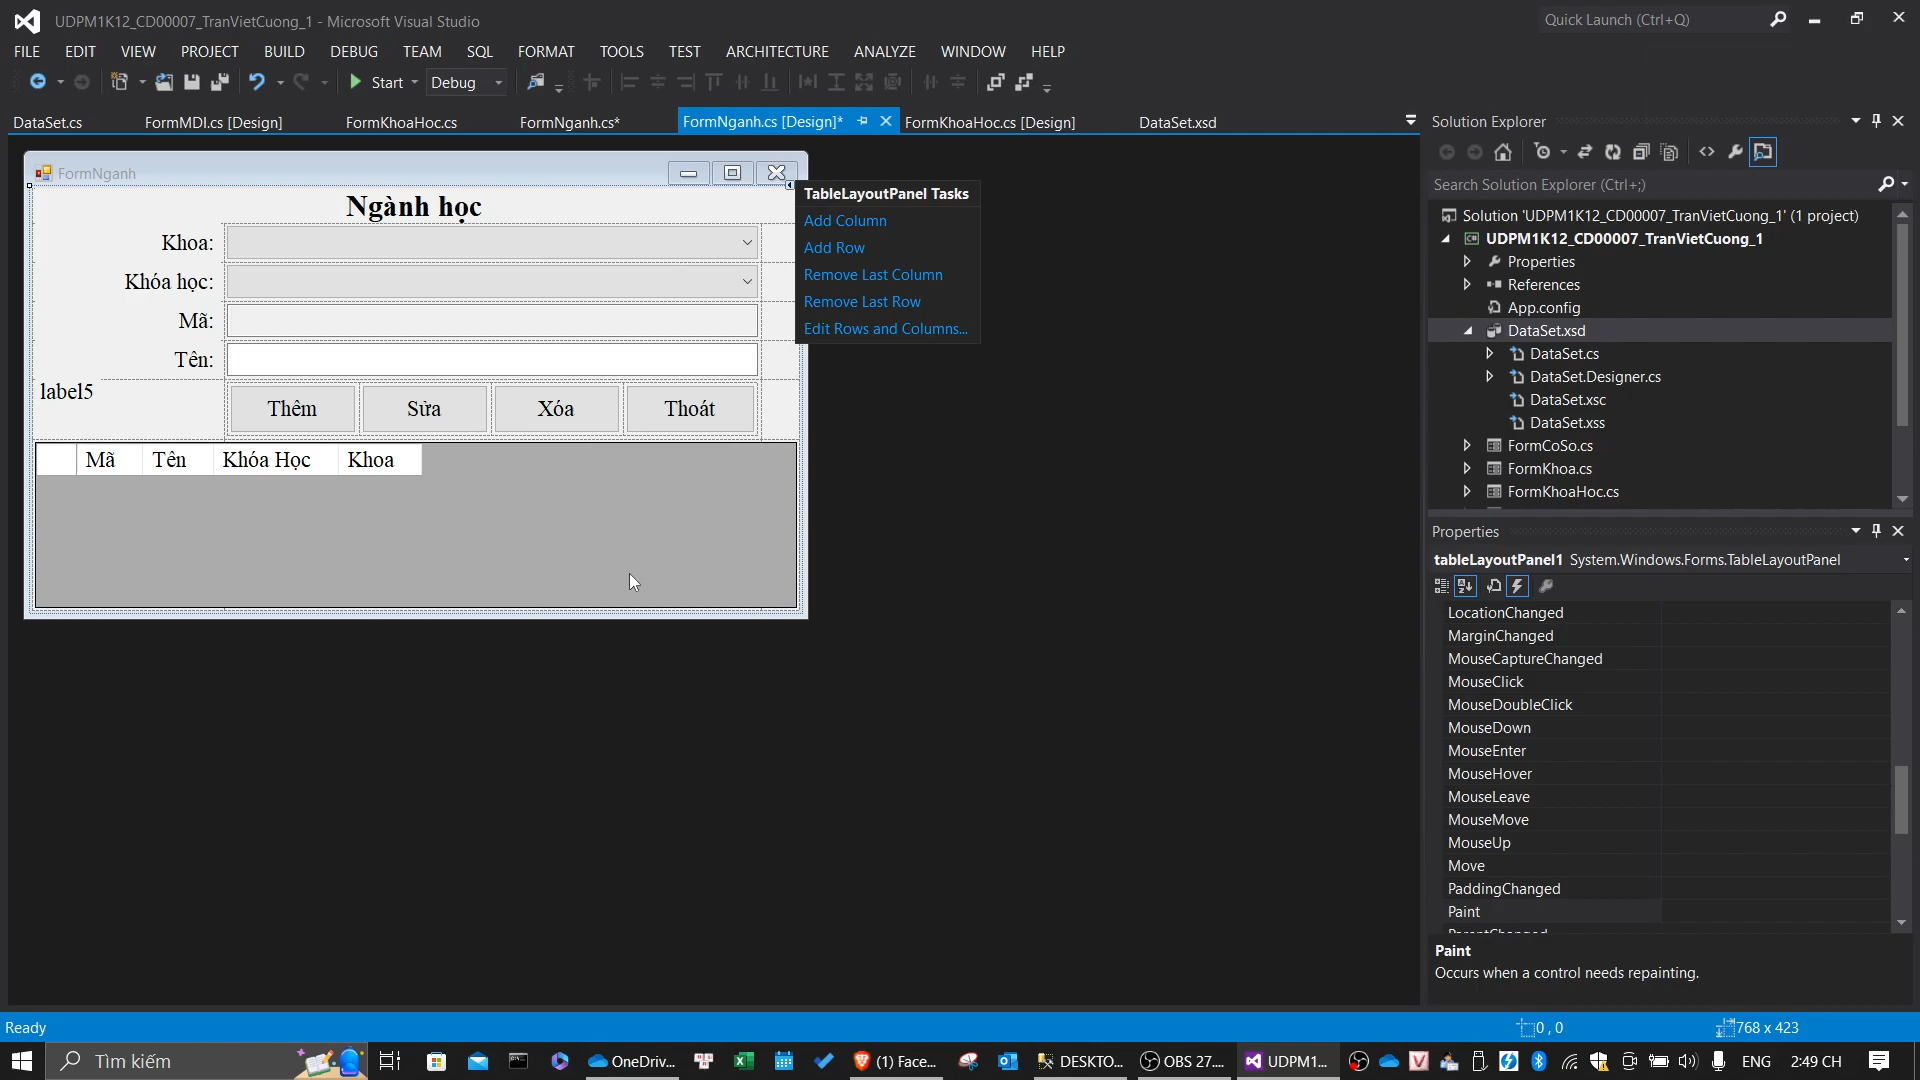 UDPM1K12_CD00007_TranVietCuong_1 - Microsoft Visual Studio
Quick Launch (Ctrl+Q)
FILE EDIT VIEW PROJECT BUILD DEBUG TEAM SQL FORMAT TOOLS TEST ARCHITECTURE ANALYZE WINDOW HELP
Start Debug
DataSet.cs FormMDI.cs [Design] FormKhoaHoc.cs FormNganh.cs* FormNganh.cs [Design]* FormKhoaHoc.cs [Design] DataSet.xsd
FormNganh
Ngành học
Khoa:
Khóa học:
Mã:
Tên:
label5
Thêm Sửa Xóa Thoát
Mã Tên Khóa Học Khoa
TableLayoutPanel Tasks
Add Column
Add Row
Remove Last Column
Remove Last Row
Edit Rows and Columns...
Solution Explorer
Search Solution Explorer (Ctrl+;)
Solution 'UDPM1K12_CD00007_TranVietCuong_1' (1 project)
UDPM1K12_CD00007_TranVietCuong_1
Properties
References
App.config
DataSet.xsd
DataSet.cs
DataSet.Designer.cs
DataSet.xsc
DataSet.xss
FormCoSo.cs
FormKhoa.cs
FormKhoaHoc.cs
Properties
tableLayoutPanel1 System.Windows.Forms.TableLayoutPanel
LocationChanged
MarginChanged
MouseCaptureChanged
MouseClick
MouseDoubleClick
MouseDown
MouseEnter
MouseHover
MouseLeave
MouseMove
MouseUp
Move
PaddingChanged
Paint
Paint
Occurs when a control needs repainting.
Ready
0 , 0
768 x 423
Tìm kiếm
OneDriv...
(1) Face...
DESKTO...
OBS 27....
UDPM1...
ENG
2:49 CH